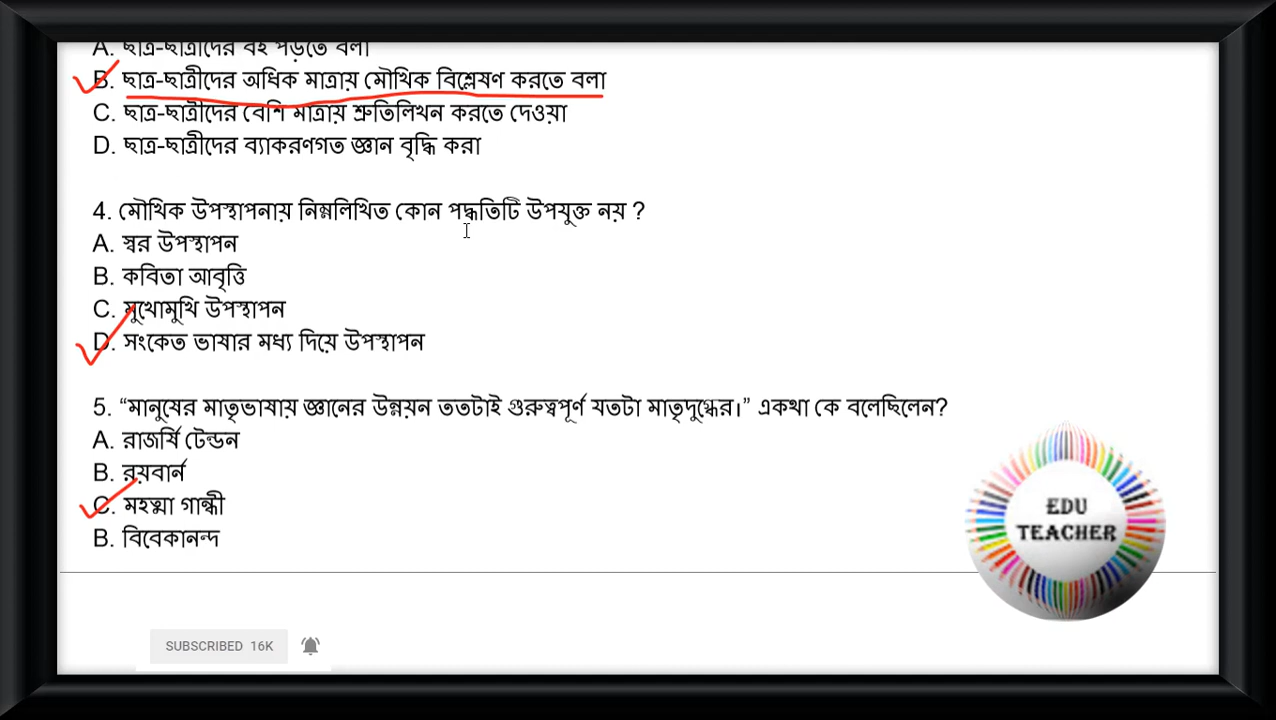 A. ছাত্র-ছাত্রীদের বই পড়তে বলা
B. ছাত্র-ছাত্রীদের অধিক মাত্রায় মৌখিক বিশ্লেষণ করতে বলা
C. ছাত্র-ছাত্রীদের বেশি মাত্রায় শ্রুতিলিখন করতে দেওয়া
D. ছাত্র-ছাত্রীদের ব্যাকরণগত জ্ঞান বৃদ্ধি করা
4. মৌখিক উপস্থাপনায় নিম্নলিখিত কোন পদ্ধতিটি উপযুক্ত নয় ?
A. স্বর উপস্থাপন
B. কবিতা আবৃত্তি
C. মুখোমুখি উপস্থাপন
D. সংকেত ভাষার মধ্য দিয়ে উপস্থাপন
5. “মানুষের মাতৃভাষায় জ্ঞানের উন্নয়ন ততটাই গুরুত্বপূর্ণ যতটা মাতৃদুগ্ধের।” একথা কে বলেছিলেন?
A. রাজর্ষি টেন্ডন
B. রয়বার্ন
C. মহত্মা গান্ধী
B. বিবেকানন্দ
EDU
TEACHER
SUBSCRIBED 16K